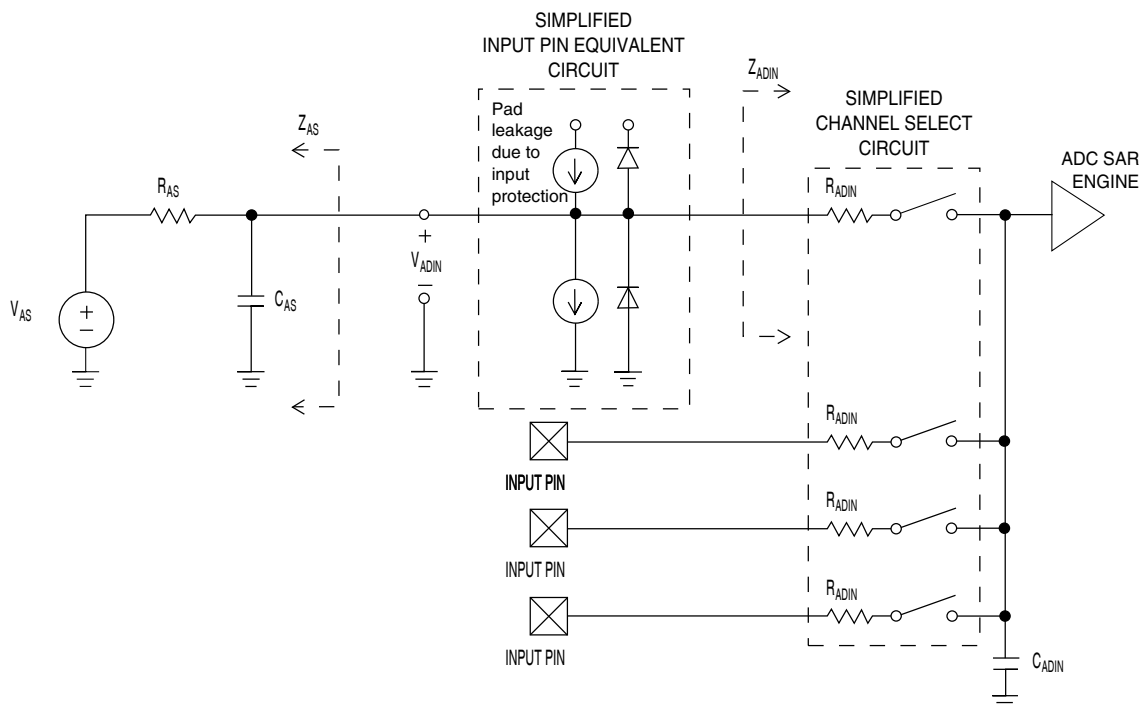 SIMPLIFIED
INPUT PIN EQUIVALENT
CIRCUIT
Pad
leakage
due to
input
protection
Z_AS
Z_ADIN
SIMPLIFIED
CHANNEL SELECT
CIRCUIT
ADC SAR
ENGINE
R_AS
R_ADIN
+
V_ADIN
–
C_AS
V_AS
+
–
R_ADIN
INPUT PIN
R_ADIN
INPUT PIN
R_ADIN
INPUT PIN
C_ADIN